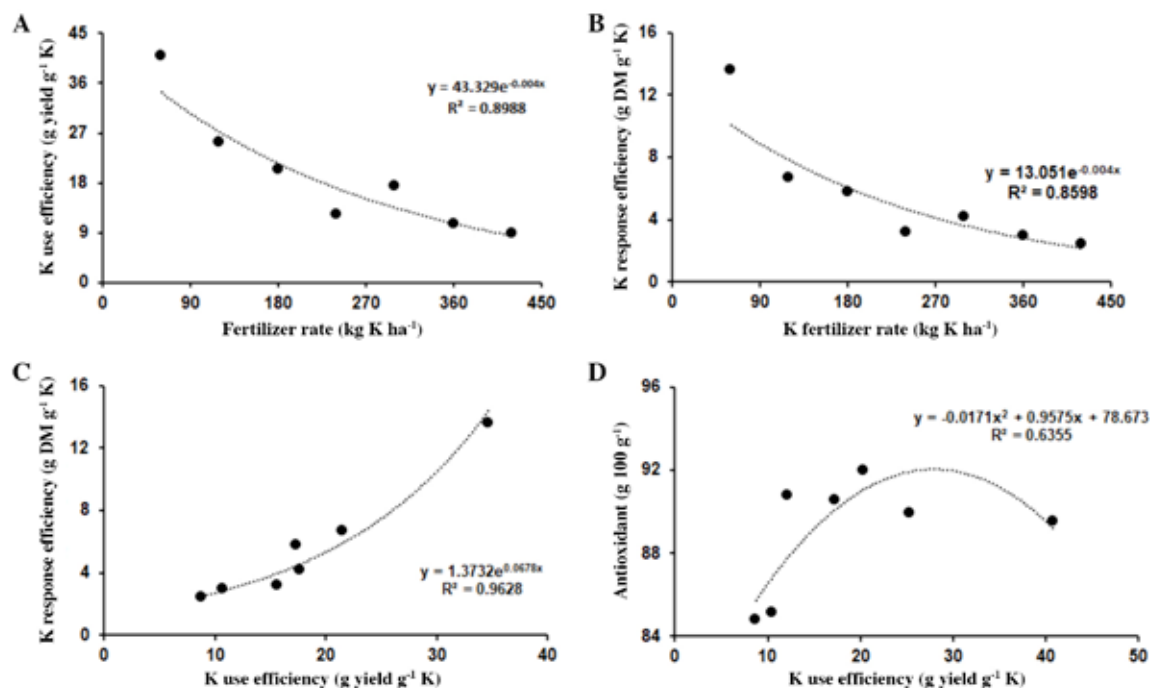 A
K use efficiency (g yield g⁻¹ K)
45
36
27
18
9
0
y = 43.329e⁻⁰·⁰⁰⁴ˣ
R² = 0.8988
0 90 180 270 360 450
Fertilizer rate (kg K ha⁻¹)
B
K response efficiency (g DM g⁻¹ K)
16
12
8
4
0
y = 13.051e⁻⁰·⁰⁰⁴ˣ
R² = 0.8598
0 90 180 270 360 450
K fertilizer rate (kg K ha⁻¹)
C
K response efficiency (g DM g⁻¹ K)
16
12
8
4
0
y = 1.3732e⁰·⁰⁶⁷⁸ˣ
R² = 0.9628
0 10 20 30 40
K use efficiency (g yield g⁻¹ K)
D
Antioxidant (g 100 g⁻¹)
96
92
88
84
y = -0.0171x² + 0.9575x + 78.673
R² = 0.6355
0 10 20 30 40 50
K use efficiency (g yield g⁻¹ K)